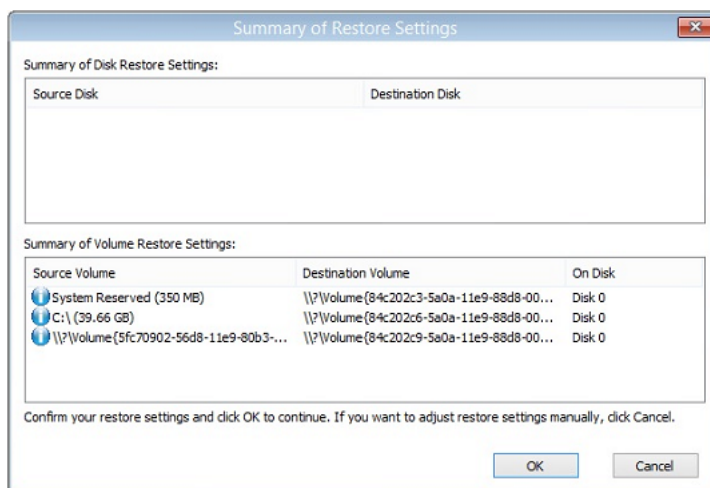 Summary of Restore Settings
Summary of Disk Restore Settings:
Source Disk Destination Disk
Summary of Volume Restore Settings:
Source Volume Destination Volume On Disk
System Reserved (350 MB) \\?\Volume{84c202c3-5a0a-11e9-88d8-00... Disk 0
C:\ (39.66 GB) \\?\Volume{84c202c6-5a0a-11e9-88d8-00... Disk 0
\\?\Volume{5fc70902-56d8-11e9-80b3-... \\?\Volume{84c202c9-5a0a-11e9-88d8-00... Disk 0
Confirm your restore settings and click OK to continue. If you want to adjust restore settings manually, click Cancel.
OK Cancel